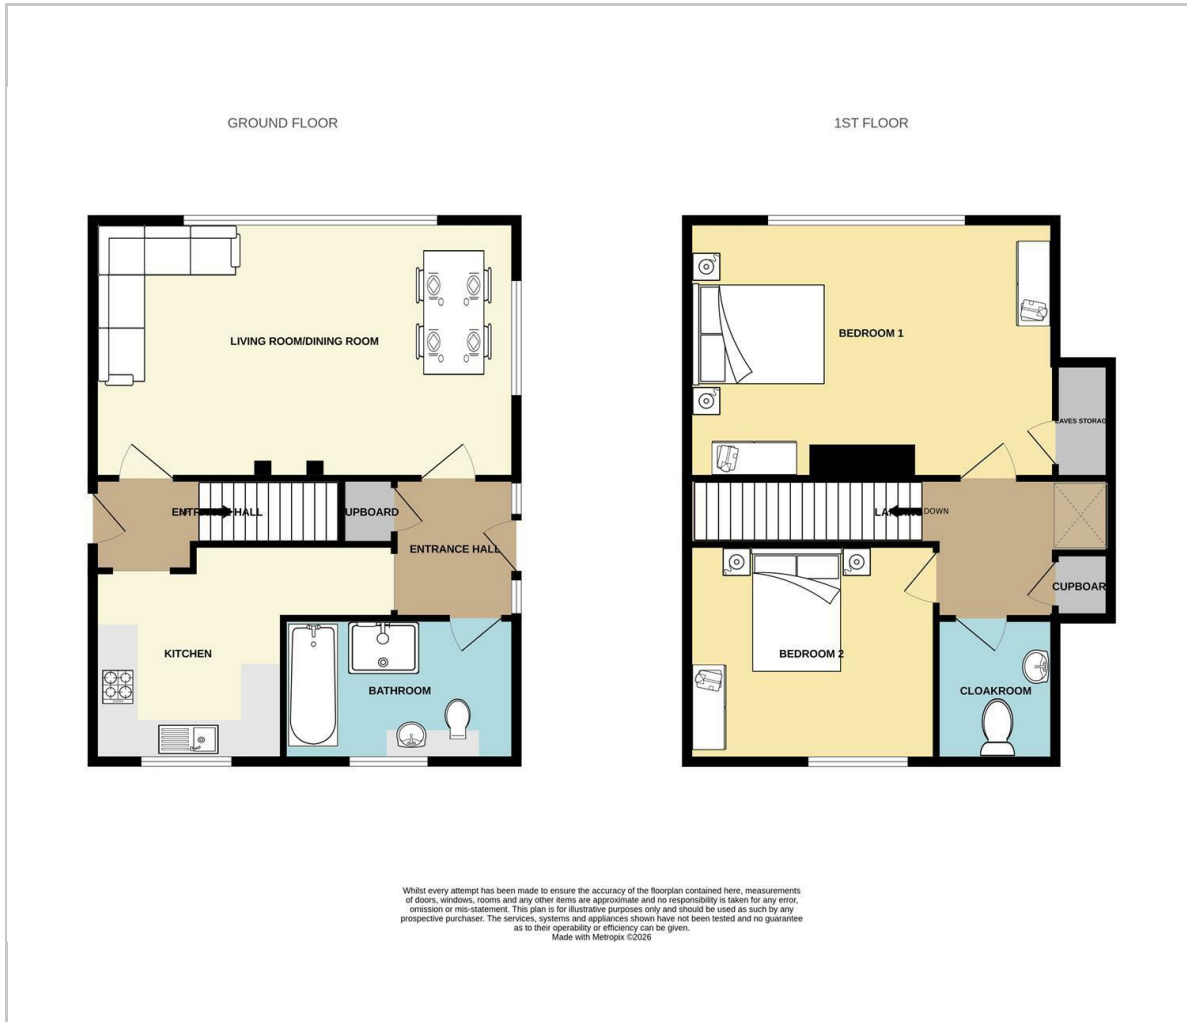 GROUND FLOOR
1ST FLOOR
LIVING ROOM/DINING ROOM
ENTRANCE HALL
UPBOARD
ENTRANCE HALL
KITCHEN
BATHROOM
BEDROOM 1
EAVES STORAG
DOWN
CUPBOAR
BEDROOM 2
CLOAKROOM
Whilst every attempt has been made to ensure the accuracy of the floorplan contained here, measurements
of doors, windows, rooms and any other items are approximate and no responsibility is taken for any error,
omission or mis-statement. This plan is for illustrative purposes only and should be used as such by any
prospective purchaser. The services, systems and appliances shown have not been tested and no guarantee
as to their operability or efficiency can be given.
Made with Metropix ©2026